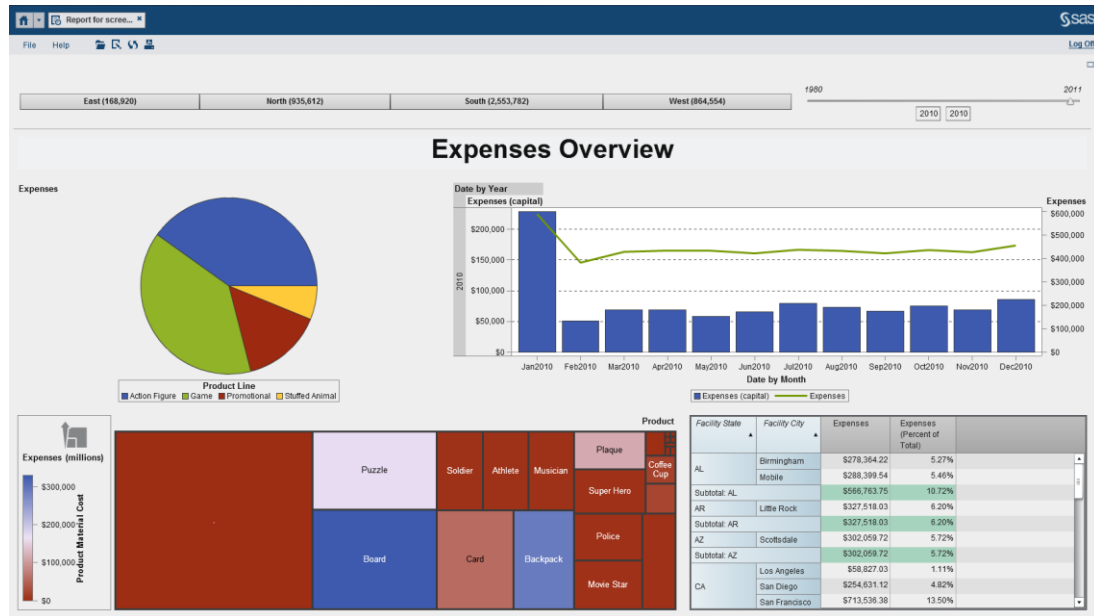 Report for scree...
sas
File Help
Log Off
East (168,920) North (935,612) South (2,553,782) West (864,554)
1980 2011
2010 2010
Expenses Overview
Expenses
Product Line
Action Figure Game Promotional Stuffed Animal
Date by Year
Expenses (capital) Expenses
2010
$200,000
$150,000
$100,000
$50,000
$0
$600,000
$500,000
$400,000
$300,000
$200,000
$100,000
$0
Jan2010 Feb2010 Mar2010 Apr2010 May2010 Jun2010 Jul2010 Aug2010 Sep2010 Oct2010 Nov2010 Dec2010
Date by Month
Expenses (capital) Expenses
Expenses (millions)
Product Material Cost
$300,000
$200,000
$100,000
$0
Product
Puzzle
Board
Soldier
Athlete
Musician
Card
Backpack
Plaque
Super Hero
Police
Movie Star
Coffee
Cup
Facility State Facility City Expenses Expenses
(Percent of
Total)
AL Birmingham $278,364.22 5.27%
Mobile $288,399.54 5.46%
Subtotal: AL $566,763.75 10.72%
AR Little Rock $327,518.03 6.20%
Subtotal: AR $327,518.03 6.20%
AZ Scottsdale $302,059.72 5.72%
Subtotal: AZ $302,059.72 5.72%
CA Los Angeles $58,827.03 1.11%
San Diego $254,631.12 4.82%
San Francisco $713,536.38 13.50%